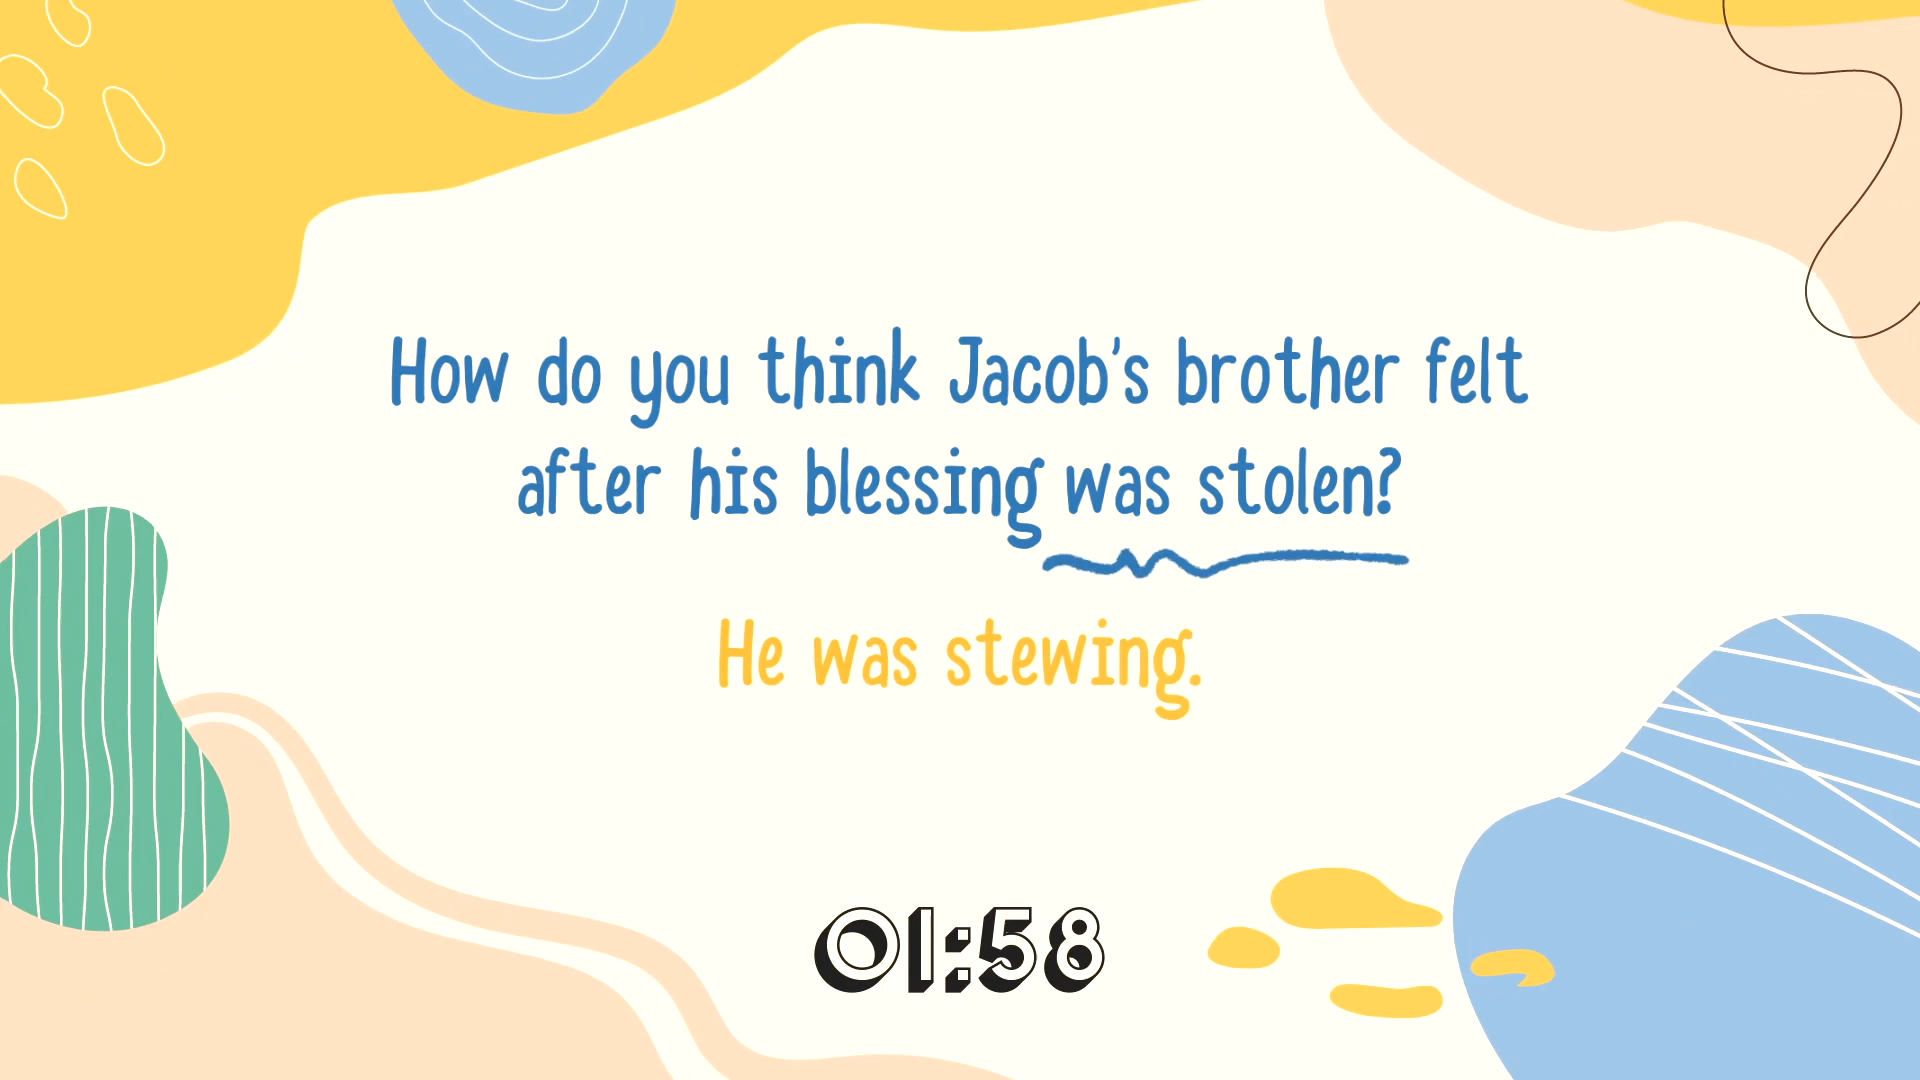 How do you think Jacob's brother felt
after his blessing was stolen?
He was stewing.
01:58